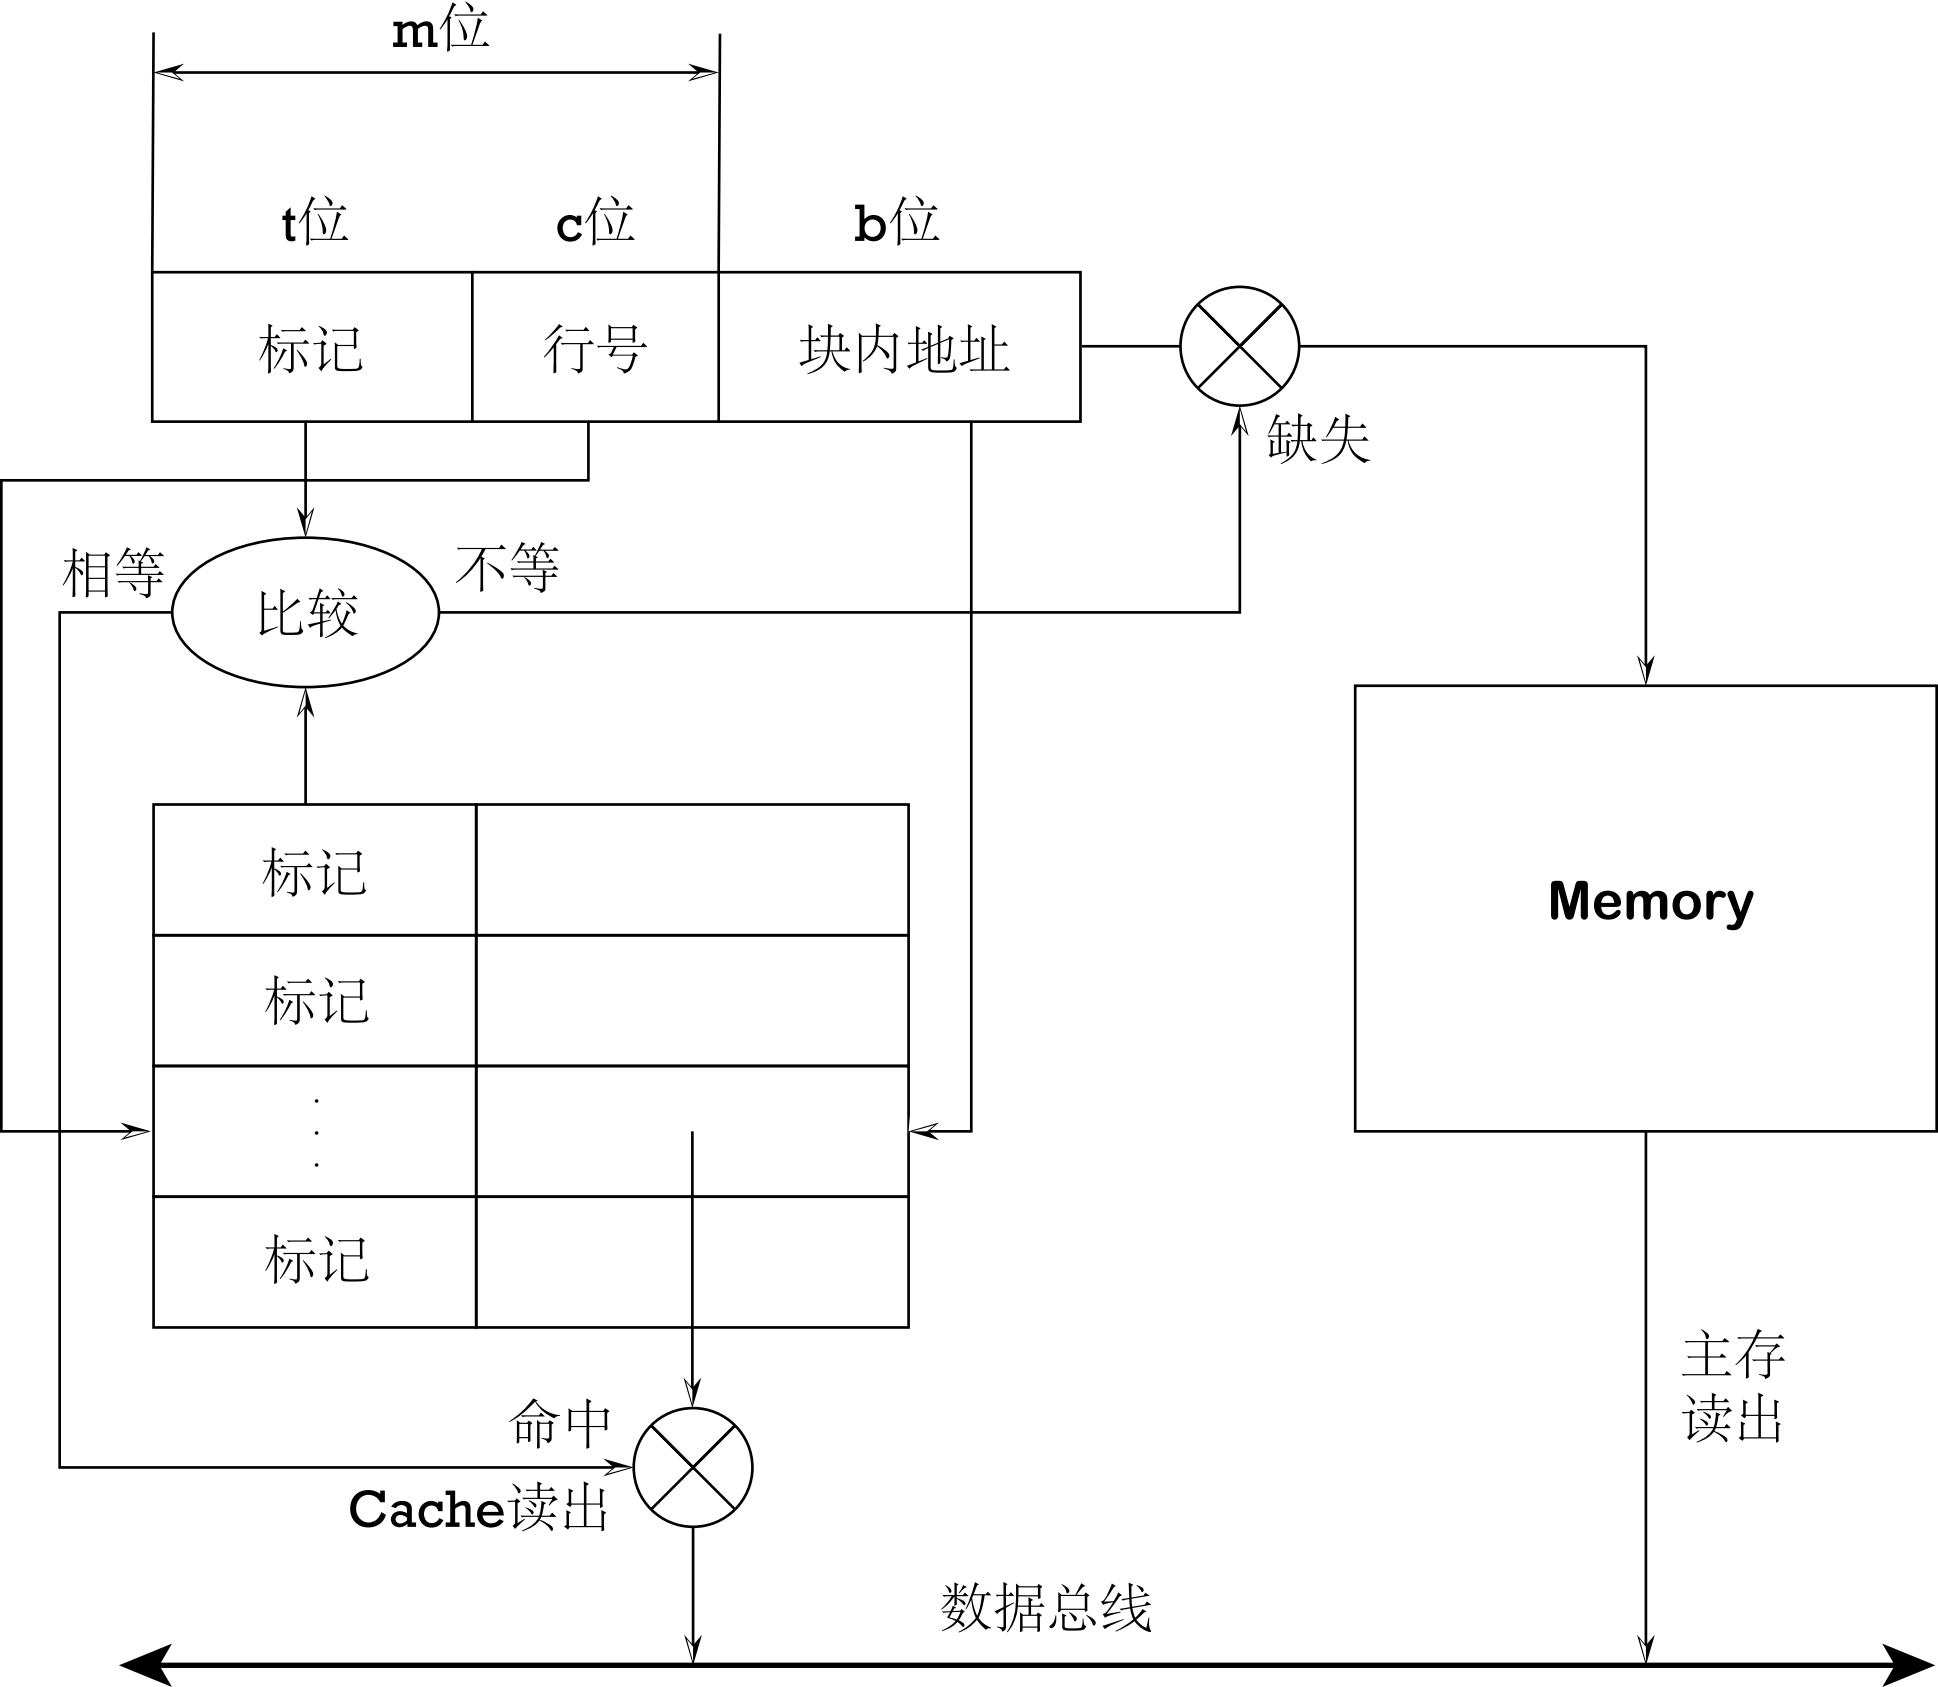 m位
t位
c位
b位
标记
行号
块内地址
缺失
相等
不等
比较
标记
标记
.
.
.
标记
Memory
主存
读出
命中
Cache读出
数据总线